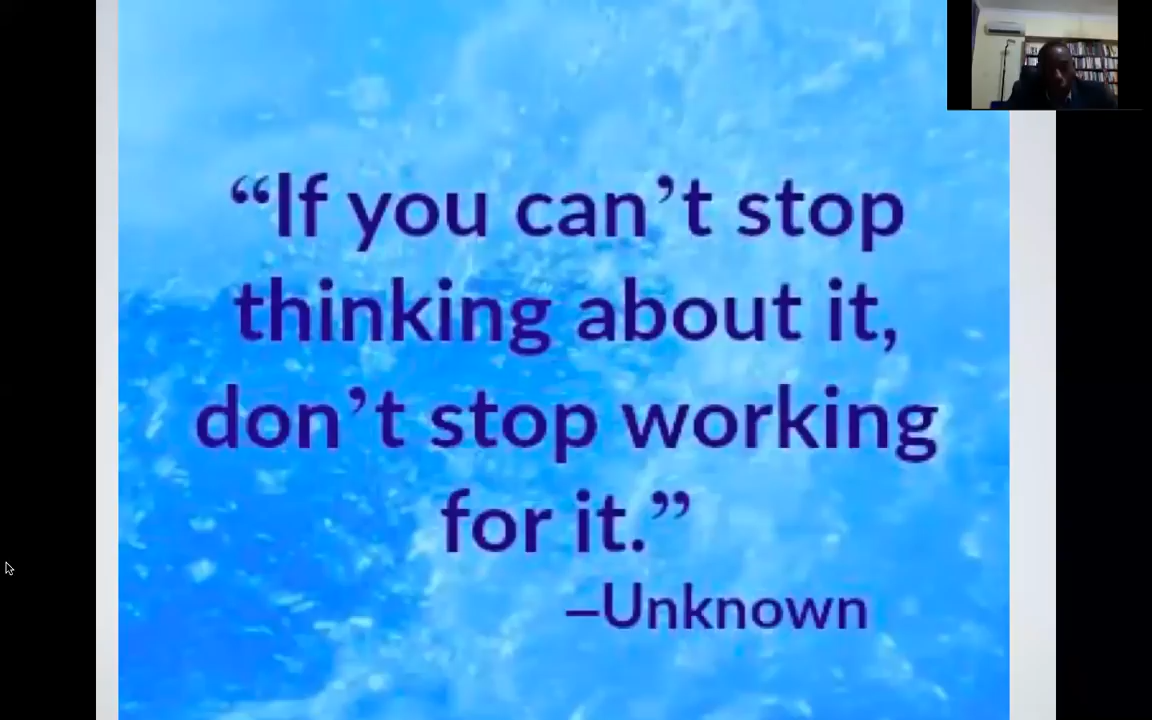 “If you can’t stop
thinking about it,
don’t stop working
for it.”
–Unknown